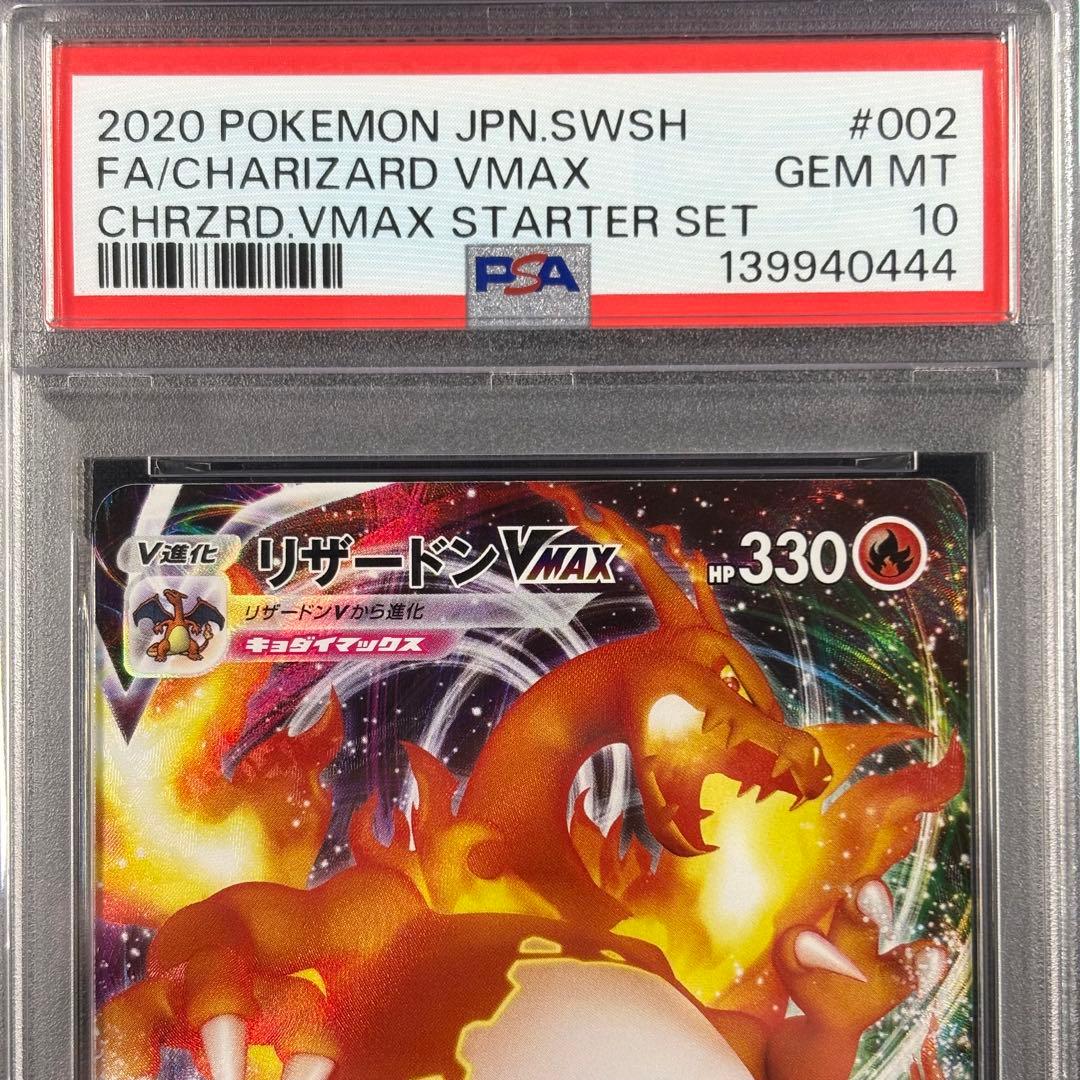 2020 POKEMON JPN.SWSH #002
FA/CHARIZARD VMAX GEM MT
CHRZRD.VMAX STARTER SET 10
PSA 139940444
V進化 リザードンVMAX HP 330
リザードンVから進化
キョダイマックス